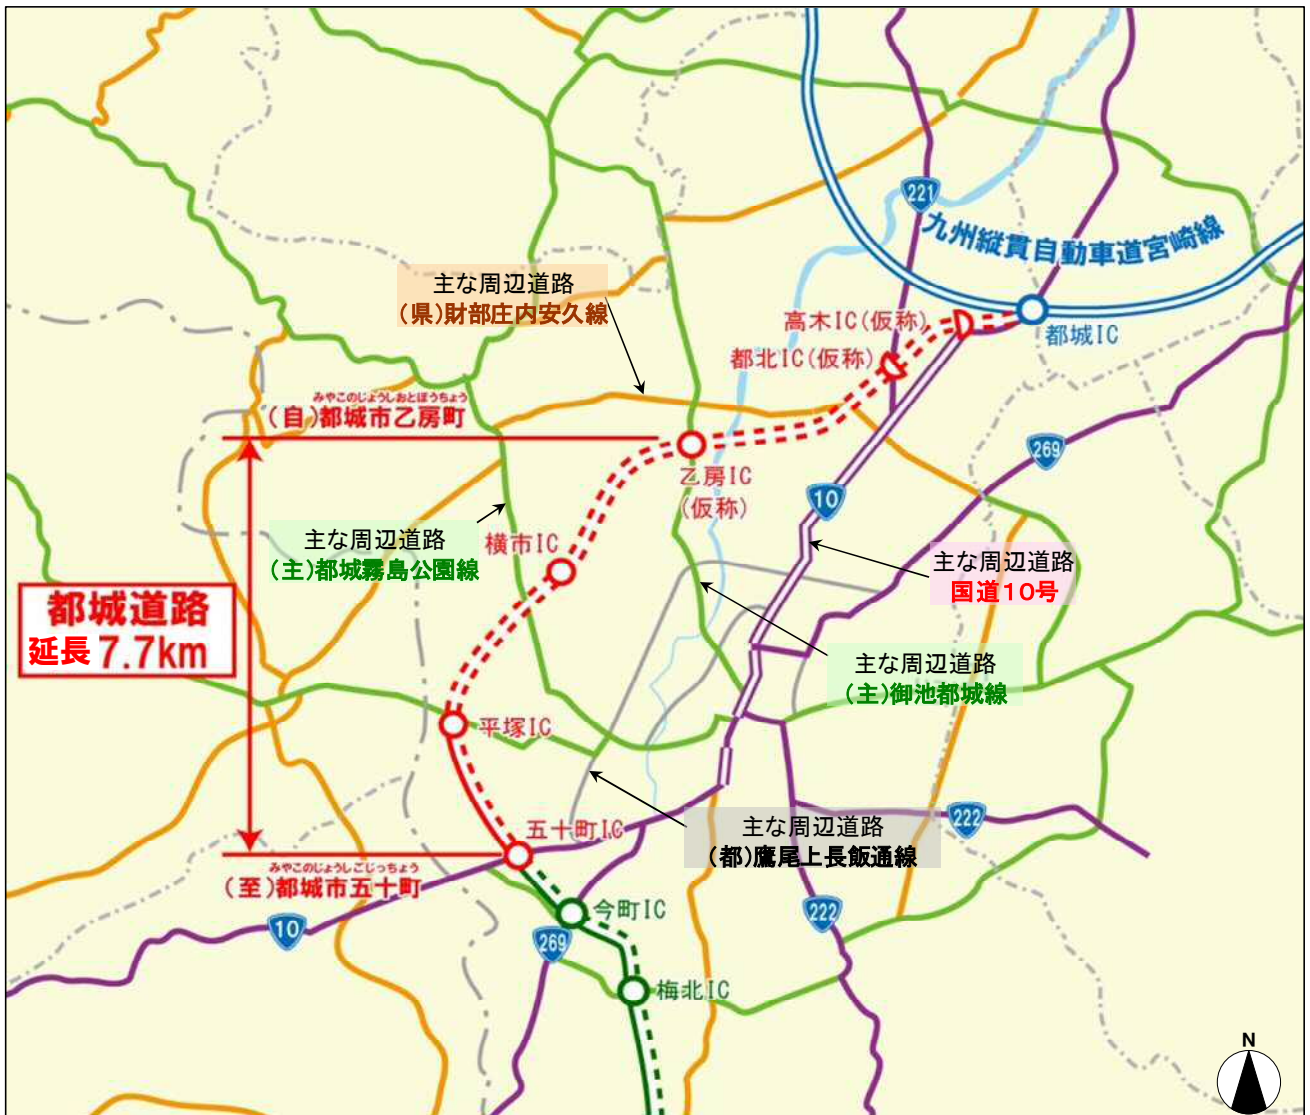 221
九州縦貫自動車道宮崎線
主な周辺道路
(県)財部庄内安久線
高木IC(仮称)
都城IC
都北IC(仮称)
みやこのじょうしおとぼうちょう
(自)都城市乙房町
269
乙房IC
(仮称)
10
主な周辺道路
(主)都城霧島公園線
横市IC
主な周辺道路
国道10号
都城道路
延長 7.7km
主な周辺道路
(主)御池都城線
平塚IC
五十町IC
主な周辺道路
(都)鷹尾上長飯通線
222
みやこのじょうしごじっちょう
(至)都城市五十町
10
今町IC
222
269
梅北IC
N